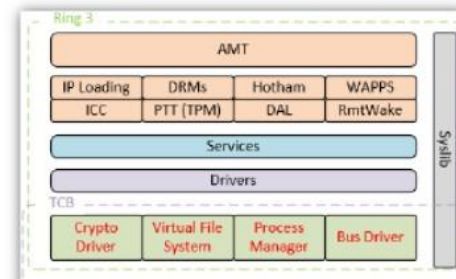 Ring 3
AMT
IP Loading DRMs Hotham WAPPS
ICC PTT (TPM) DAL RmtWake
Services
Drivers
Syslib
TCB
Crypto Driver
Virtual File System
Process Manager
Bus Driver